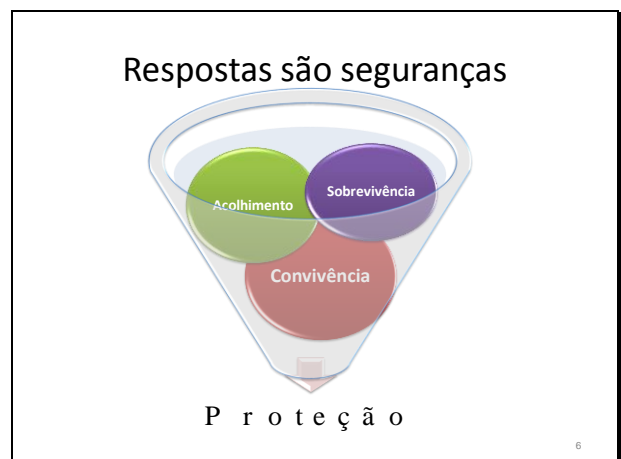 Respostas são seguranças
Sobrevivência
Acolhimento
Convivência
P r o t e ç ã o
6